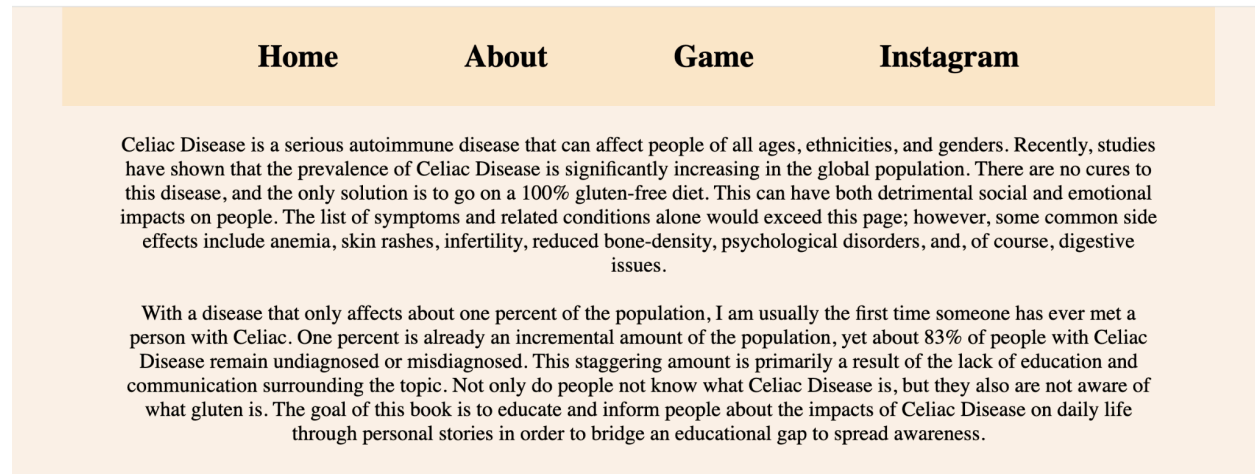 Home About Game Instagram
Celiac Disease is a serious autoimmune disease that can affect people of all ages, ethnicities, and genders. Recently, studies
have shown that the prevalence of Celiac Disease is significantly increasing in the global population. There are no cures to
this disease, and the only solution is to go on a 100% gluten-free diet. This can have both detrimental social and emotional
impacts on people. The list of symptoms and related conditions alone would exceed this page; however, some common side
effects include anemia, skin rashes, infertility, reduced bone-density, psychological disorders, and, of course, digestive
issues.
With a disease that only affects about one percent of the population, I am usually the first time someone has ever met a
person with Celiac. One percent is already an incremental amount of the population, yet about 83% of people with Celiac
Disease remain undiagnosed or misdiagnosed. This staggering amount is primarily a result of the lack of education and
communication surrounding the topic. Not only do people not know what Celiac Disease is, but they also are not aware of
what gluten is. The goal of this book is to educate and inform people about the impacts of Celiac Disease on daily life
through personal stories in order to bridge an educational gap to spread awareness.